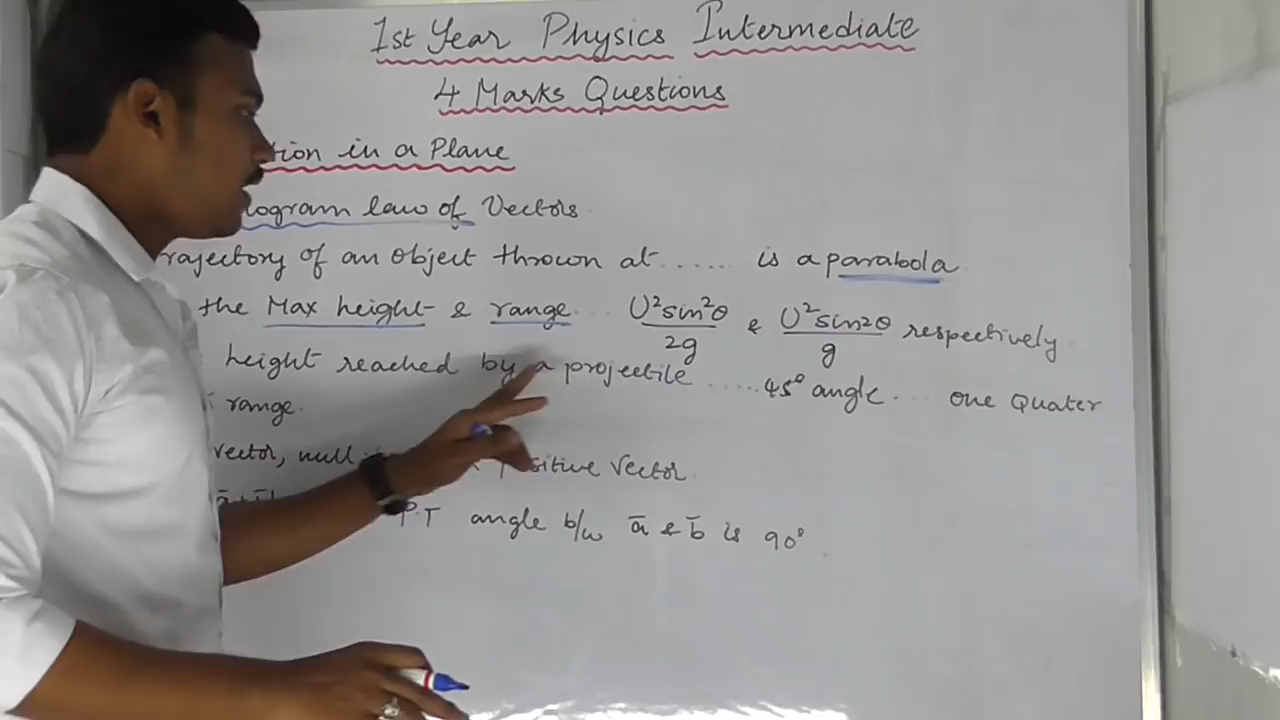 1st Year Physics Intermediate
4 Marks Questions
tion in a Plane
logram law of Vectors
rajectory of an Object thrown at ...... is a parabola
the Max height & range... U²sin²θ/2g & U²sin2θ/g respectively
height reached by a projectile ..... 45° angle... one Quater
range.
vector, null positive Vector.
P.T angle b/w a̅ & b̅ is 90°